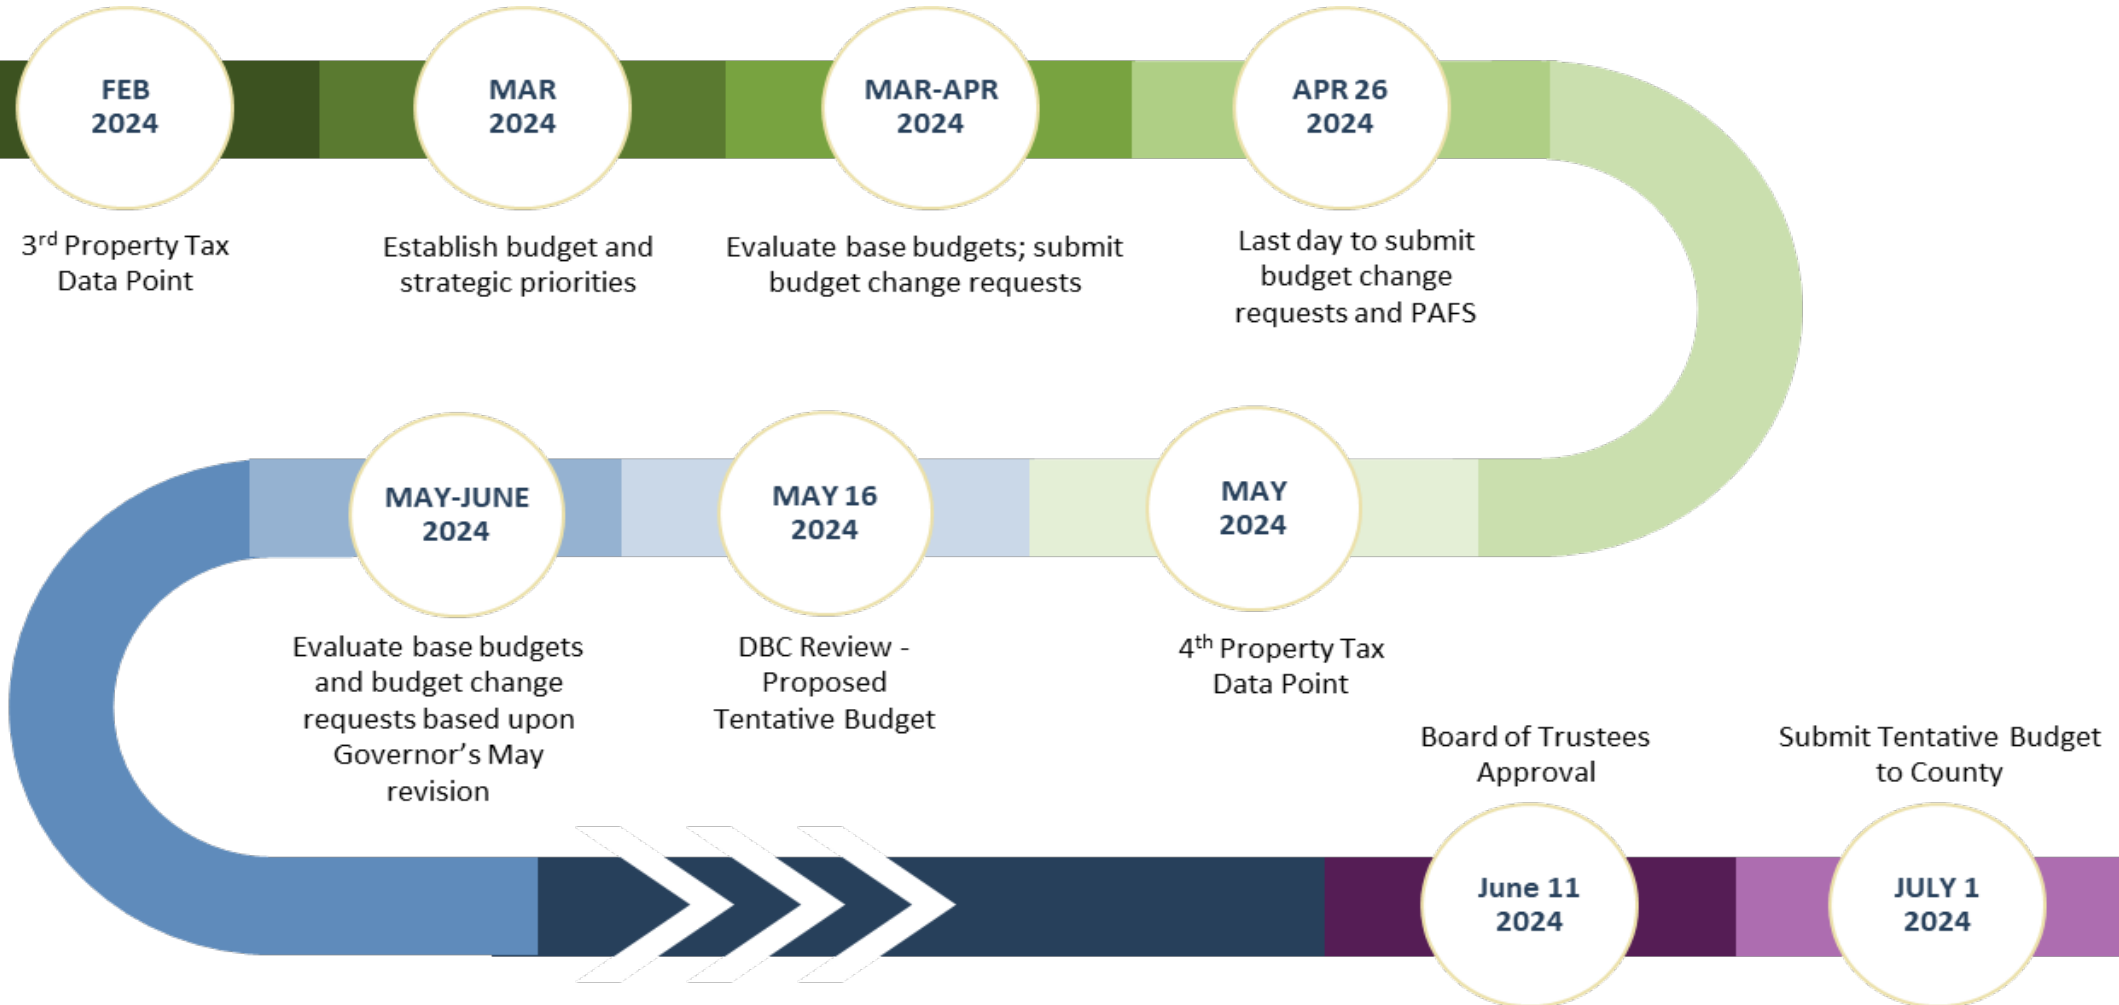 FEB
2024
3rd Property Tax
Data Point
MAR
2024
Establish budget and
strategic priorities
MAR-APR
2024
Evaluate base budgets; submit
budget change requests
APR 26
2024
Last day to submit
budget change
requests and PAFS
MAY
2024
4th Property Tax
Data Point
MAY 16
2024
DBC Review -
Proposed
Tentative Budget
MAY-JUNE
2024
Evaluate base budgets
and budget change
requests based upon
Governor’s May
revision
Board of Trustees
Approval
June 11
2024
Submit Tentative Budget
to County
JULY 1
2024